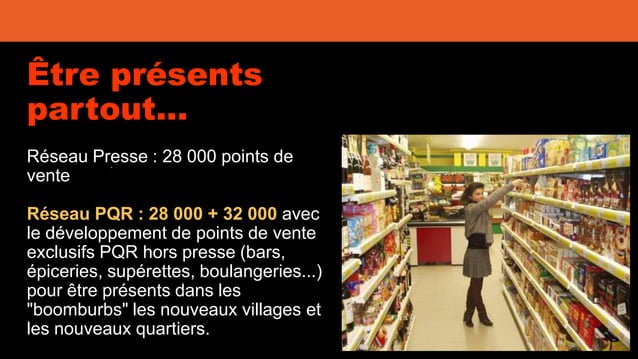 Être présents
partout...
Réseau Presse : 28 000 points de
vente
Réseau PQR : 28 000 + 32 000 avec
le développement de points de vente
exclusifs PQR hors presse (bars,
épiceries, supérettes, boulangeries...)
pour être présents dans les
"boomburbs" les nouveaux villages et
les nouveaux quartiers.